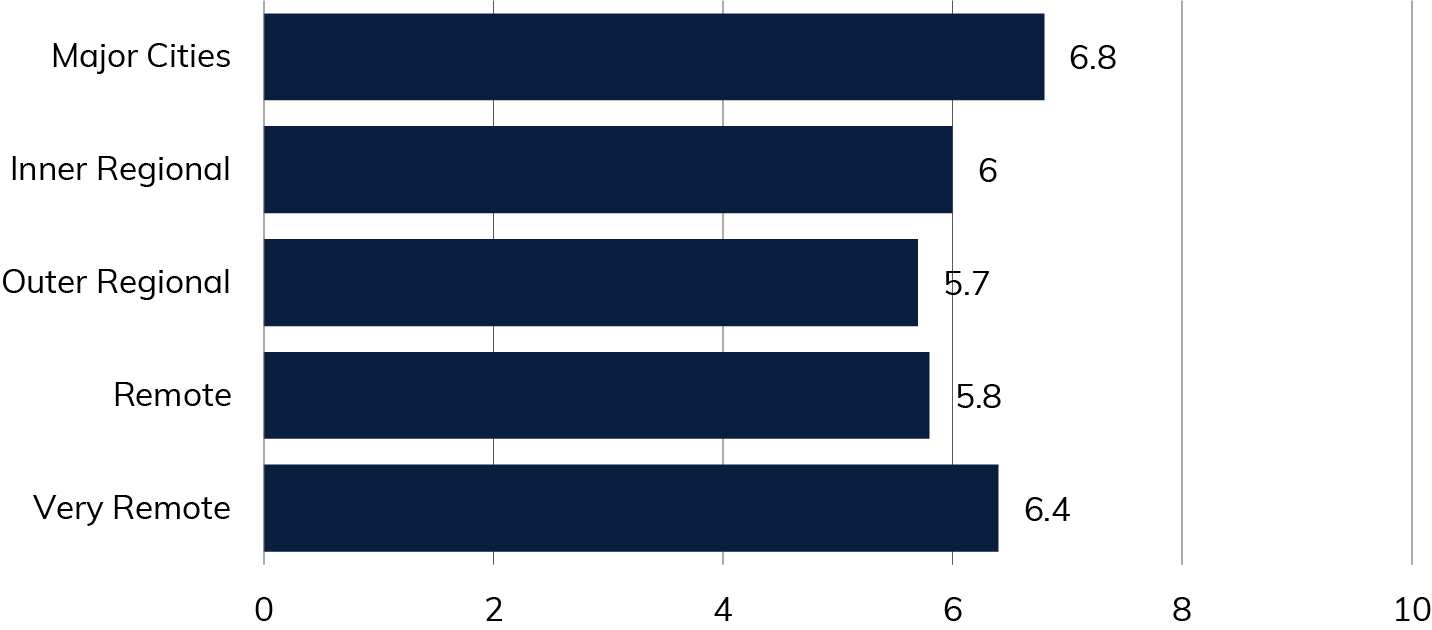 Major Cities 6.8
Inner Regional 6
Outer Regional 5.7
Remote 5.8
Very Remote 6.4
0 2 4 6 8 10